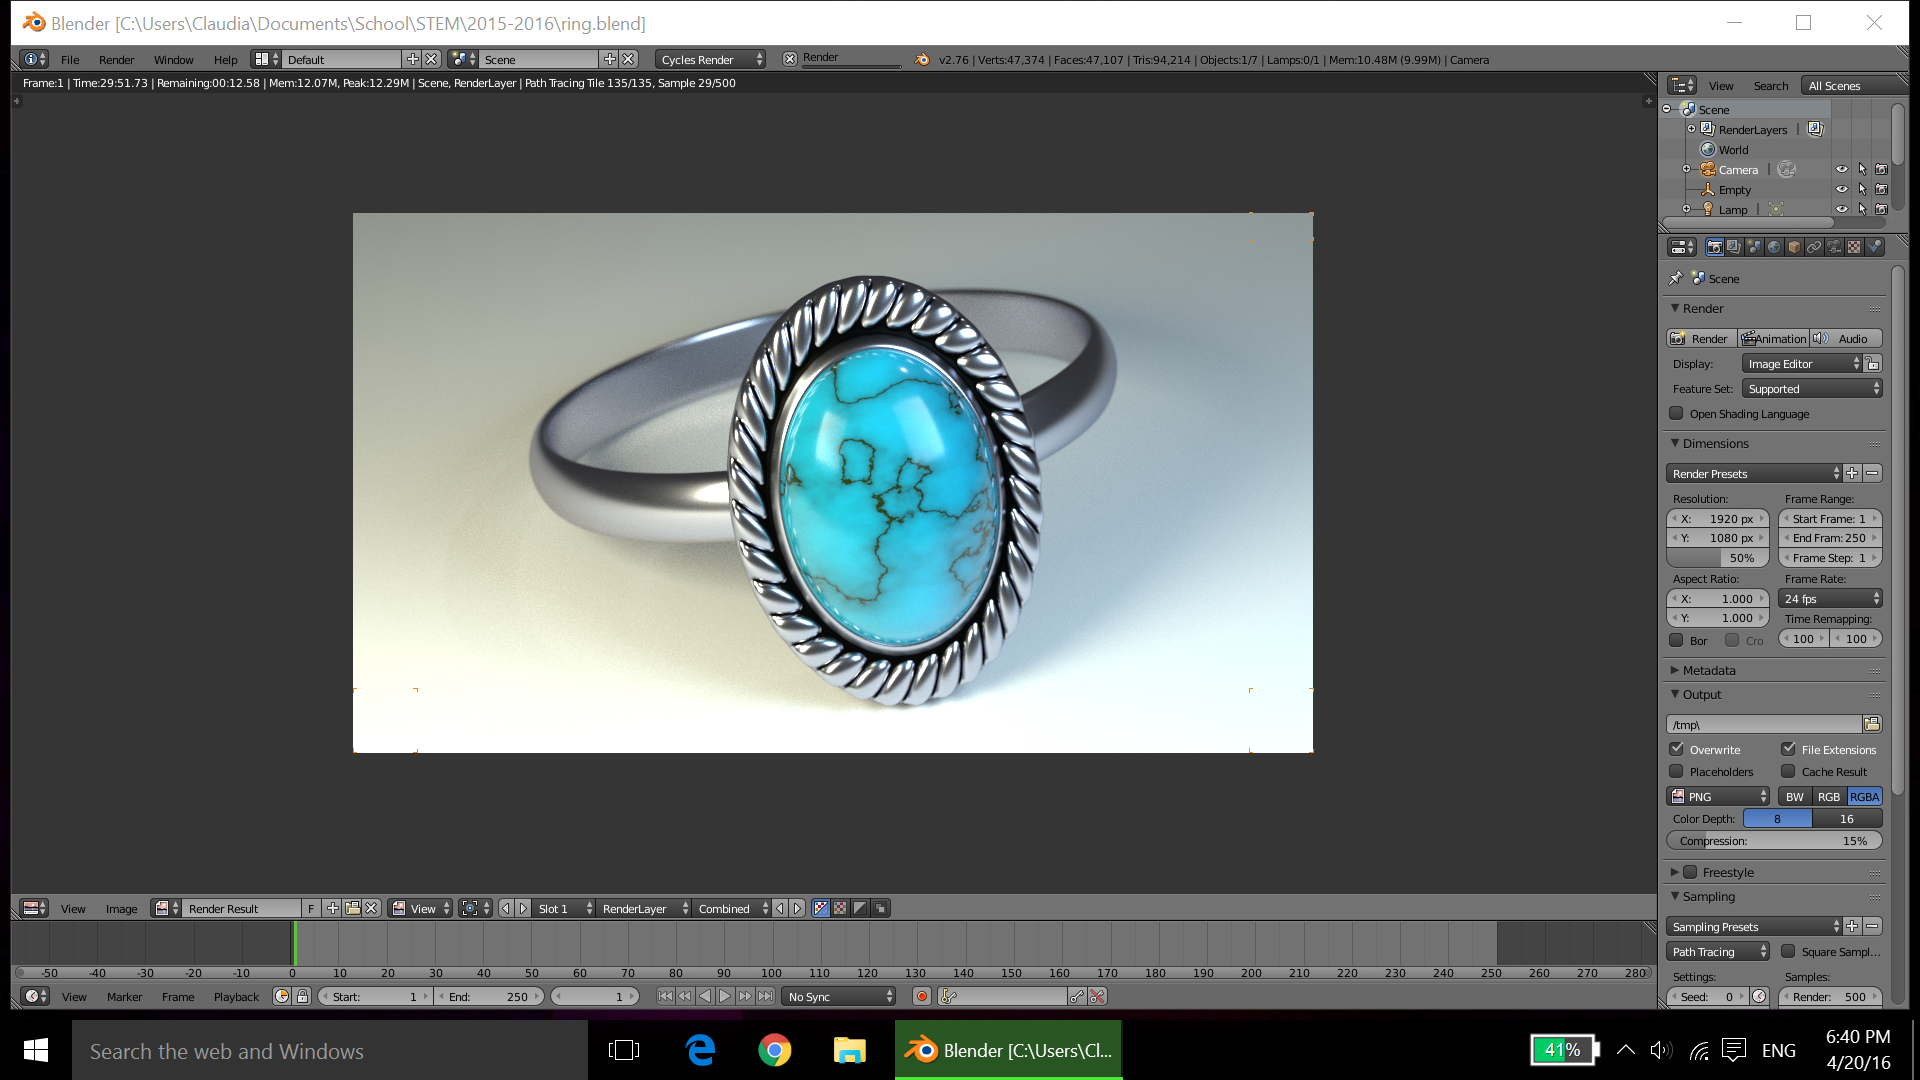 Blender [C:\Users\Claudia\Documents\School\STEM\2015-2016\ring.blend]
File Render Window Help Default Scene Cycles Render Render v2.76 | Verts:47,374 | Faces:47,107 | Tris:94,214 | Objects:1/7 | Lamps:0/1 | Mem:10.48M (9.99M) | Camera
Frame:1 | Time:29:51.73 | Remaining:00:12.58 | Mem:12.07M, Peak:12.29M | Scene, RenderLayer | Path Tracing Tile 135/135, Sample 29/500
View Search All Scenes
Scene
RenderLayers |
World
Camera |
Empty
Lamp |
Scene
Render
Render Animation Audio
Display: Image Editor
Feature Set: Supported
Open Shading Language
Dimensions
Render Presets
Resolution: Frame Range:
X: 1920 px Start Frame: 1
Y: 1080 px End Fram: 250
50% Frame Step: 1
Aspect Ratio: Frame Rate:
X: 1.000 24 fps
Y: 1.000 Time Remapping:
Bor Cro 100 100
Metadata
Output
/tmp\
Overwrite File Extensions
Placeholders Cache Result
PNG BW RGB RGBA
Color Depth: 8 16
Compression: 15%
Freestyle
Sampling
Sampling Presets
Path Tracing Square Sampl...
Settings: Samples:
Seed: 0 Render: 500
View Image Render Result F View Slot 1 RenderLayer Combined
-50 -40 -30 -20 -10 0 10 20 30 40 50 60 70 80 90 100 110 120 130 140 150 160 170 180 190 200 210 220 230 240 250 260 270 280
View Marker Frame Playback Start: 1 End: 250 1 No Sync
Search the web and Windows
Blender [C:\Users\Cl...
41%
ENG
6:40 PM
4/20/16